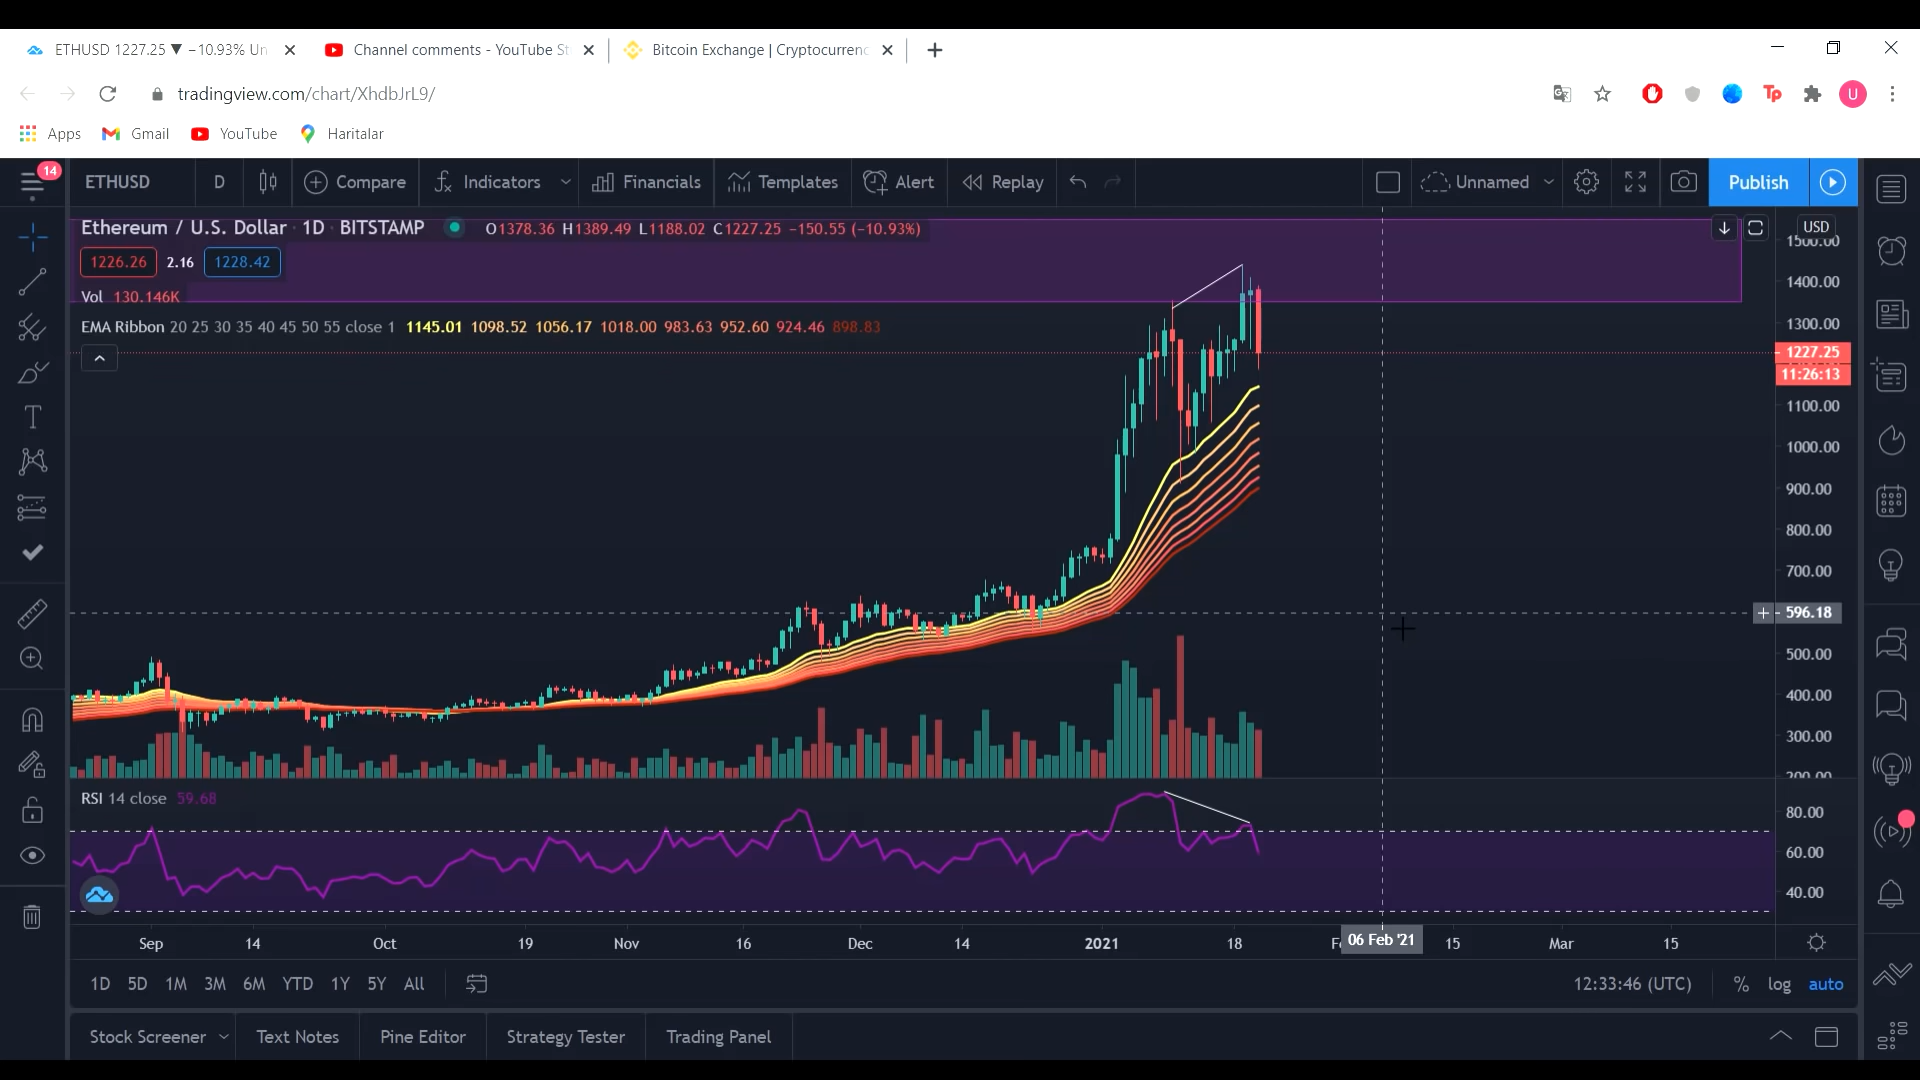 ETHUSD 1227.25 ▼ −10.93% Un
Channel comments - YouTube St
Bitcoin Exchange | Cryptocurrenc
tradingview.com/chart/XhdbJrL9/
Tp
U
Apps
Gmail
YouTube
Haritalar
14
ETHUSD
D
Compare
Indicators
Financials
Templates
Alert
Replay
Unnamed
Publish
Ethereum / U.S. Dollar · 1D · BITSTAMP
O1378.36 H1389.49 L1188.02 C1227.25 −150.55 (−10.93%)
USD
1226.26
2.16
1228.42
Vol 130.146K
EMA Ribbon 20 25 30 35 40 45 50 55 close 1 1145.01 1098.52 1056.17 1018.00 983.63 952.60 924.46 898.83
1500.00
1400.00
1300.00
1227.25
11:26:13
1100.00
1000.00
900.00
800.00
700.00
596.18
500.00
400.00
300.00
200.00
RSI 14 close 59.68
80.00
60.00
40.00
Sep 14 Oct 19 Nov 16 Dec 14 2021 18 Fe 06 Feb '21 15 Mar 15
1D 5D 1M 3M 6M YTD 1Y 5Y All
12:33:46 (UTC)
% log auto
Stock Screener
Text Notes
Pine Editor
Strategy Tester
Trading Panel